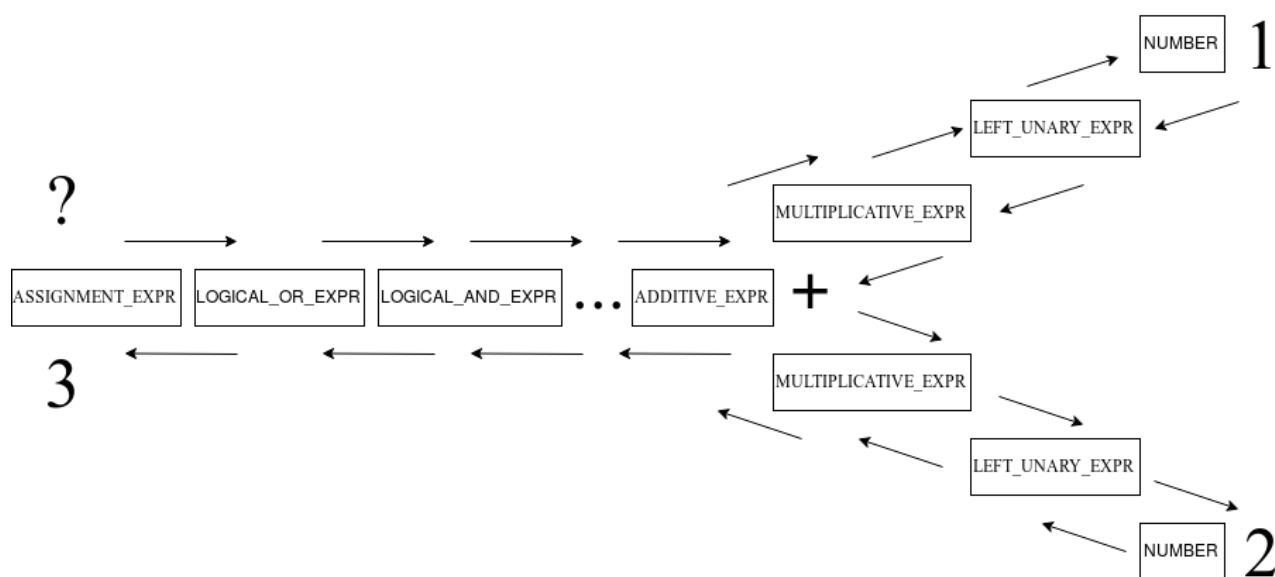 NUMBER 1
LEFT_UNARY_EXPR
MULTIPLICATIVE_EXPR
?
ASSIGNMENT_EXPR LOGICAL_OR_EXPR LOGICAL_AND_EXPR ... ADDITIVE_EXPR +
3
MULTIPLICATIVE_EXPR
LEFT_UNARY_EXPR
NUMBER 2